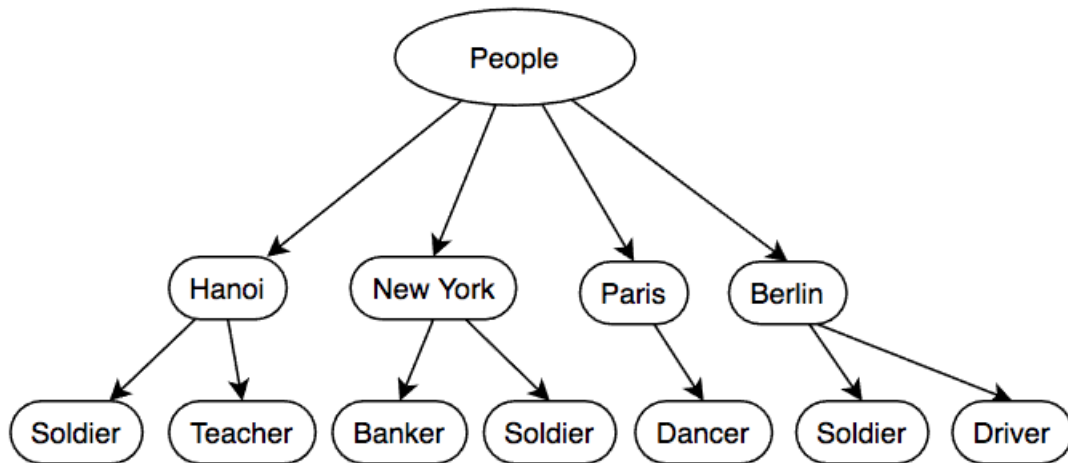 People
Hanoi
New York
Paris
Berlin
Soldier
Teacher
Banker
Soldier
Dancer
Soldier
Driver